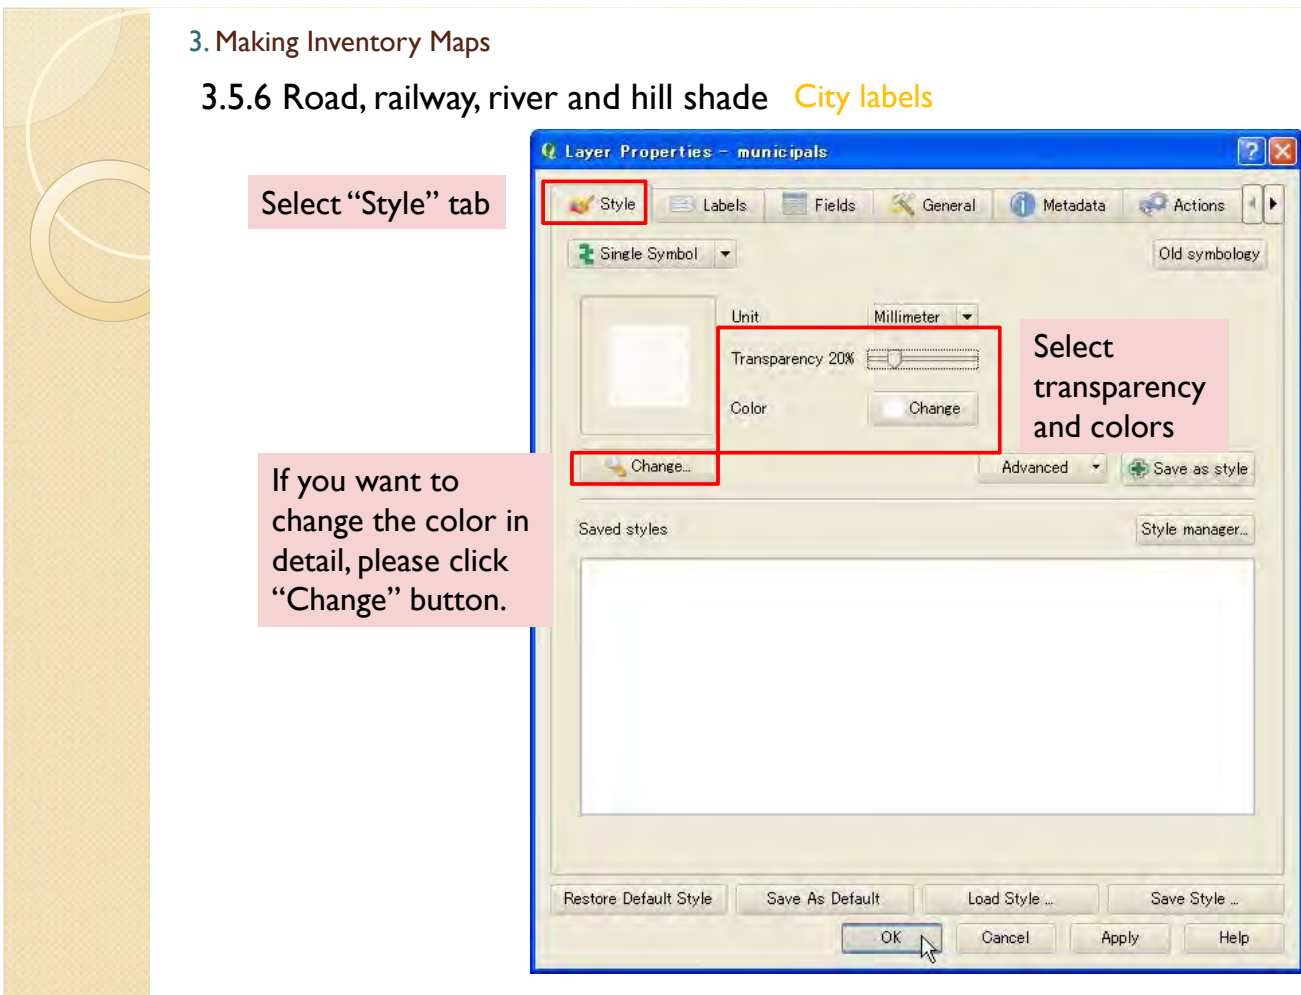 3. Making Inventory Maps
3.5.6 Road, railway, river and hill shade City labels
Select “Style” tab
Layer Properties - municipals
Style Labels Fields General Metadata Actions
Single Symbol
Old symbology
Unit Millimeter
Transparency 20%
Color Change
Select
transparency
and colors
Change...
Advanced
Save as style
If you want to
change the color in
detail, please click
“Change” button.
Saved styles
Style manager...
Restore Default Style Save As Default Load Style ... Save Style ...
OK Cancel Apply Help